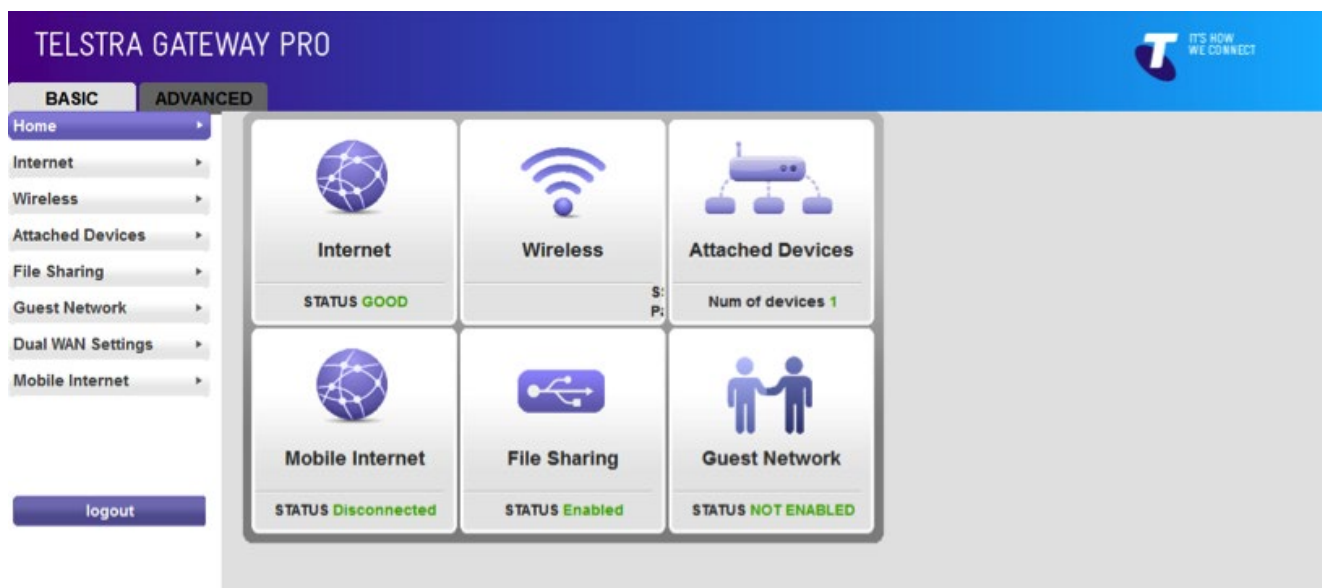 TELSTRA GATEWAY PRO
T
IT'S HOW
WE CONNECT
BASIC
ADVANCED
Home
Internet
Wireless
Attached Devices
File Sharing
Guest Network
Dual WAN Settings
Mobile Internet
logout
Internet
STATUS GOOD
Wireless
Attached Devices
Num of devices 1
Mobile Internet
STATUS Disconnected
File Sharing
STATUS Enabled
Guest Network
STATUS NOT ENABLED